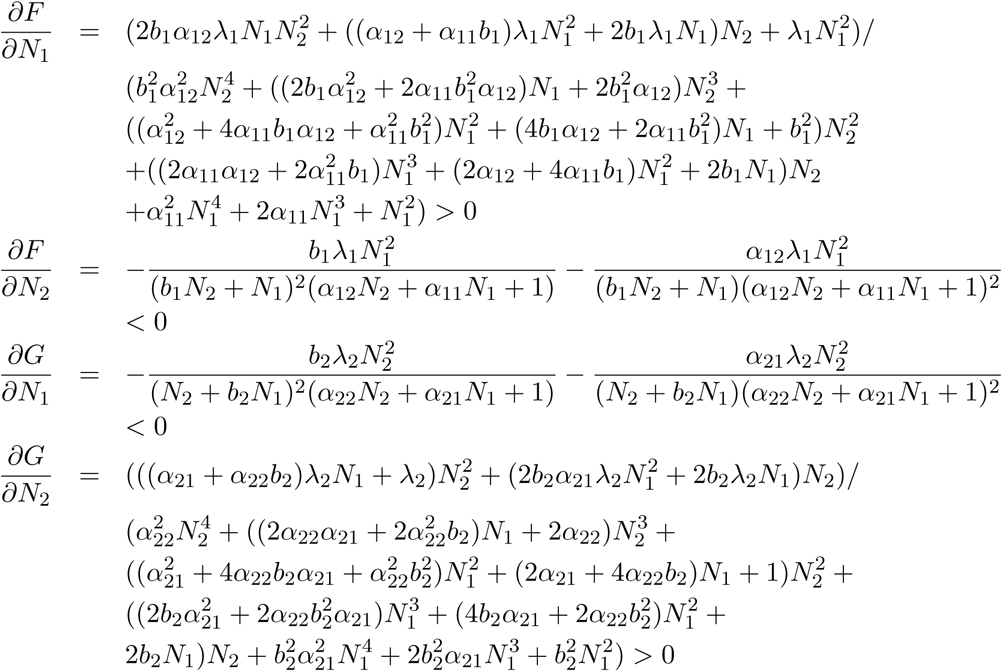 ∂F/∂N₁ = (2b₁α₁₂λ₁N₁N₂² + ((α₁₂ + α₁₁b₁)λ₁N₁² + 2b₁λ₁N₁)N₂ + λ₁N₁²)/
(b₁²α₁₂²N₂⁴ + ((2b₁α₁₂² + 2α₁₁b₁²α₁₂)N₁ + 2b₁²α₁₂)N₂³ +
((α₁₂² + 4α₁₁b₁α₁₂ + α₁₁²b₁²)N₁² + (4b₁α₁₂ + 2α₁₁b₁²)N₁ + b₁²)N₂²
+((2α₁₁α₁₂ + 2α₁₁²b₁)N₁³ + (2α₁₂ + 4α₁₁b₁)N₁² + 2b₁N₁)N₂
+α₁₁²N₁⁴ + 2α₁₁N₁³ + N₁²) > 0
∂F/∂N₂ = −b₁λ₁N₁²/((b₁N₂ + N₁)²(α₁₂N₂ + α₁₁N₁ + 1)) − α₁₂λ₁N₁²/((b₁N₂ + N₁)(α₁₂N₂ + α₁₁N₁ + 1)²)
< 0
∂G/∂N₁ = −b₂λ₂N₂²/((N₂ + b₂N₁)²(α₂₂N₂ + α₂₁N₁ + 1)) − α₂₁λ₂N₂²/((N₂ + b₂N₁)(α₂₂N₂ + α₂₁N₁ + 1)²)
< 0
∂G/∂N₂ = (((α₂₁ + α₂₂b₂)λ₂N₁ + λ₂)N₂² + (2b₂α₂₁λ₂N₁² + 2b₂λ₂N₁)N₂)/
(α₂₂²N₂⁴ + ((2α₂₂α₂₁ + 2α₂₂²b₂)N₁ + 2α₂₂)N₂³ +
((α₂₁² + 4α₂₂b₂α₂₁ + α₂₂²b₂²)N₁² + (2α₂₁ + 4α₂₂b₂)N₁ + 1)N₂² +
((2b₂α₂₁² + 2α₂₂b₂²α₂₁)N₁³ + (4b₂α₂₁ + 2α₂₂b₂²)N₁² +
2b₂N₁)N₂ + b₂²α₂₁²N₁⁴ + 2b₂²α₂₁N₁³ + b₂²N₁²) > 0